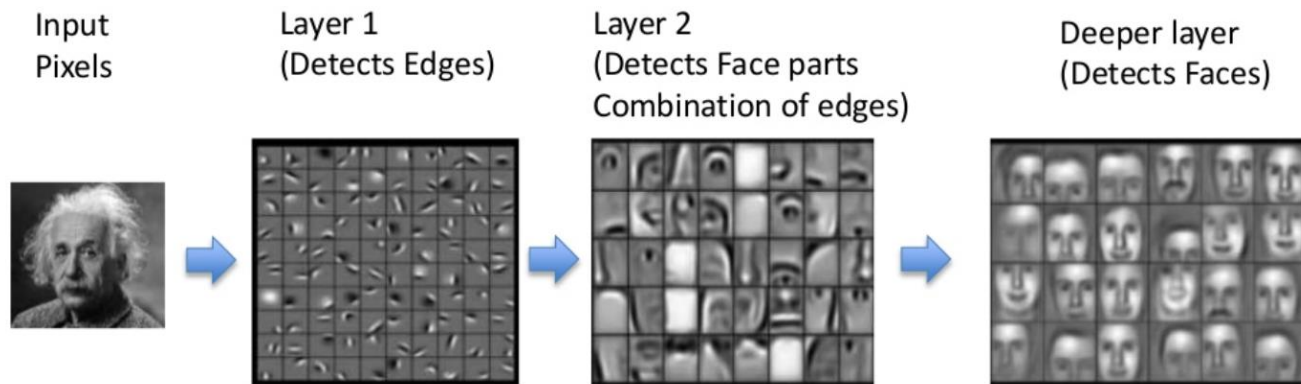 Input
Pixels
Layer 1
(Detects Edges)
Layer 2
(Detects Face parts
Combination of edges)
Deeper layer
(Detects Faces)